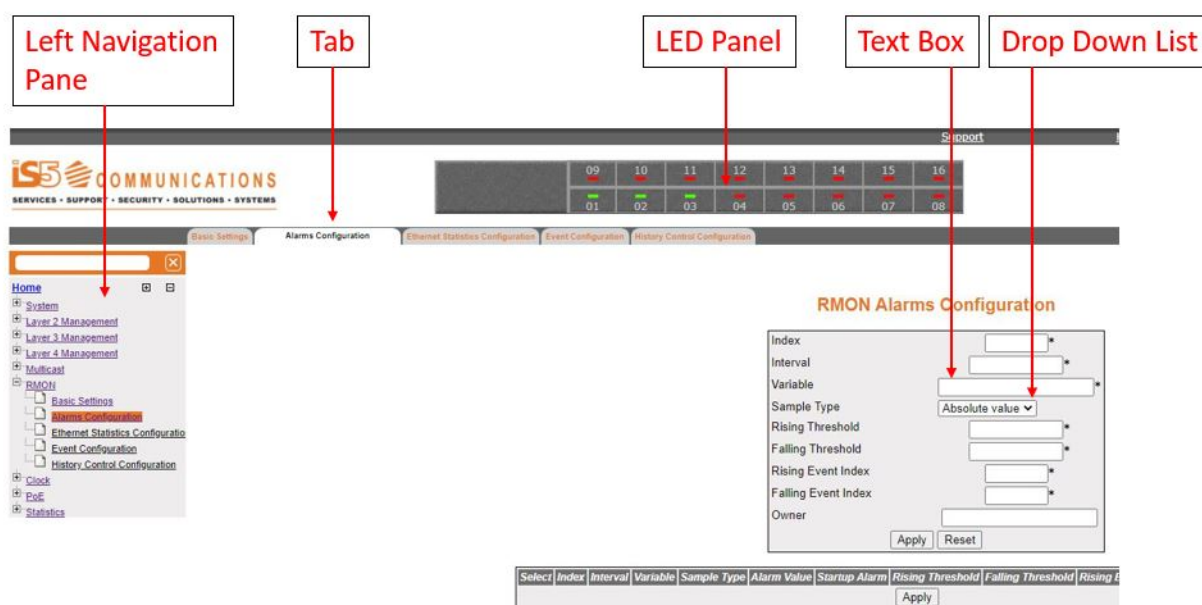 Left Navigation
Pane
Tab
LED Panel
Text Box
Drop Down List
Support
iS5 COMMUNICATIONS
SERVICES • SUPPORT • SECURITY • SOLUTIONS • SYSTEMS
09 10 11 12 13 14 15 16
01 02 03 04 05 06 07 08
Basic Settings Alarms Configuration Ethernet Statistics Configuration Event Configuration History Control Configuration
Home
System
Layer 2 Management
Layer 3 Management
Layer 4 Management
Multicast
RMON
Basic Settings
Alarms Configuration
Ethernet Statistics Configuratio
Event Configuration
History Control Configuration
Clock
PoE
Statistics
RMON Alarms Configuration
Index *
Interval *
Variable *
Sample Type Absolute value
Rising Threshold *
Falling Threshold *
Rising Event Index *
Falling Event Index *
Owner
Apply Reset
Select Index Interval Variable Sample Type Alarm Value Startup Alarm Rising Threshold Falling Threshold Rising
Apply